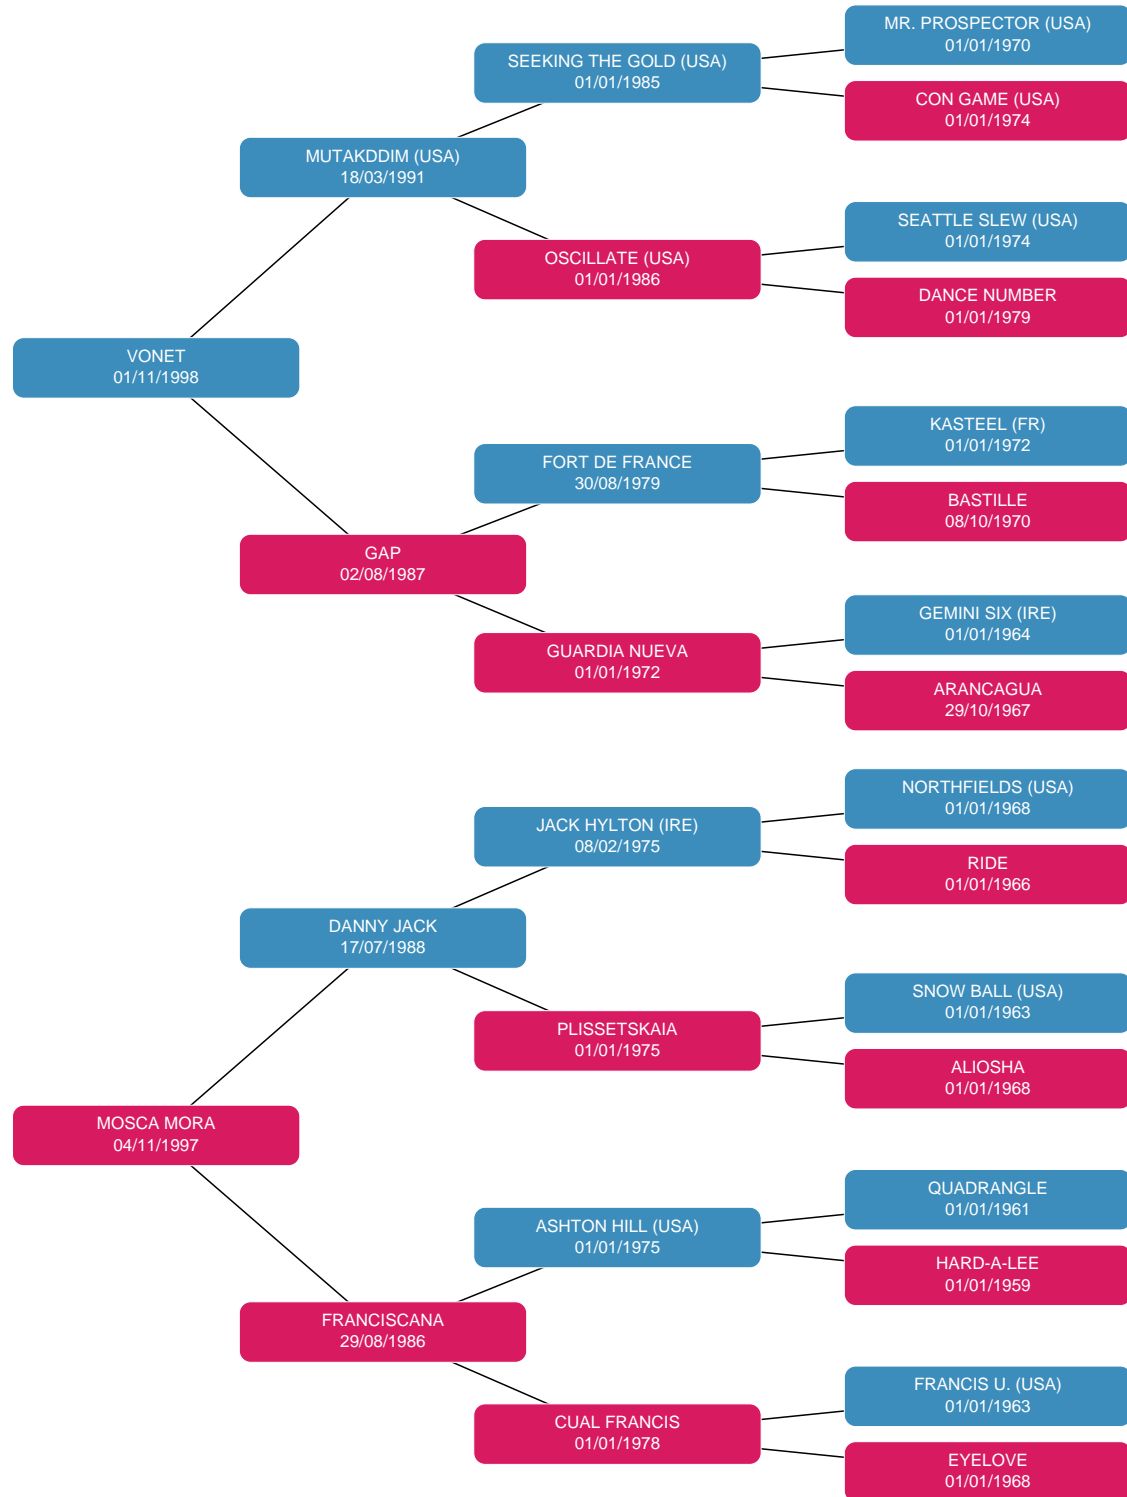 MR. PROSPECTOR (USA)
01/01/1970
SEEKING THE GOLD (USA)
01/01/1985
CON GAME (USA)
01/01/1974
MUTAKDDIM (USA)
18/03/1991
SEATTLE SLEW (USA)
01/01/1974
OSCILLATE (USA)
01/01/1986
DANCE NUMBER
01/01/1979
VONET
01/11/1998
KASTEEL (FR)
01/01/1972
FORT DE FRANCE
30/08/1979
BASTILLE
08/10/1970
GAP
02/08/1987
GEMINI SIX (IRE)
01/01/1964
GUARDIA NUEVA
01/01/1972
ARANCAGUA
29/10/1967
NORTHFIELDS (USA)
01/01/1968
JACK HYLTON (IRE)
08/02/1975
RIDE
01/01/1966
DANNY JACK
17/07/1988
SNOW BALL (USA)
01/01/1963
PLISSETSKAIA
01/01/1975
ALIOSHA
01/01/1968
MOSCA MORA
04/11/1997
QUADRANGLE
01/01/1961
ASHTON HILL (USA)
01/01/1975
HARD-A-LEE
01/01/1959
FRANCISCANA
29/08/1986
FRANCIS U. (USA)
01/01/1963
CUAL FRANCIS
01/01/1978
EYELOVE
01/01/1968